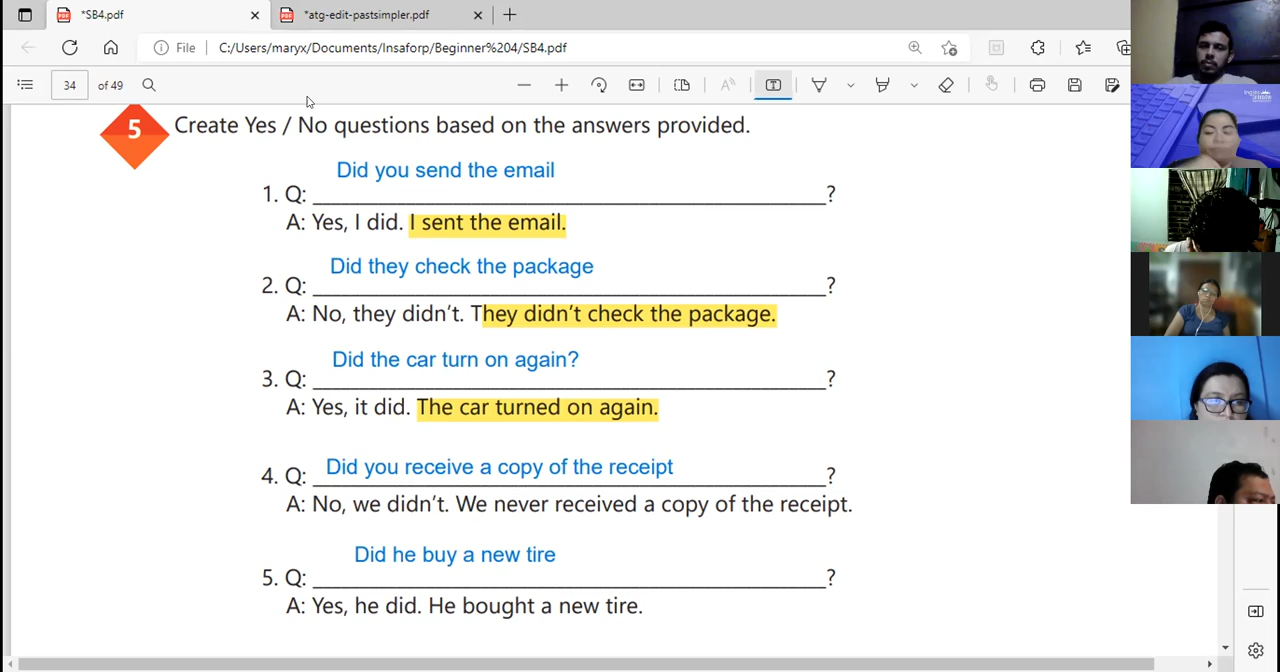 *SB4.pdf
*atg-edit-pastsimpler.pdf
File
C:/Users/maryx/Documents/Insaforp/Beginner%204/SB4.pdf
34
of 49
5
Create Yes / No questions based on the answers provided.
Did you send the email
1. Q: ?
A: Yes, I did. I sent the email.
Did they check the package
2. Q: ?
A: No, they didn't. They didn't check the package.
Did the car turn on again?
3. Q: ?
A: Yes, it did. The car turned on again.
Did you receive a copy of the receipt
4. Q: ?
A: No, we didn't. We never received a copy of the receipt.
Did he buy a new tire
5. Q: ?
A: Yes, he did. He bought a new tire.